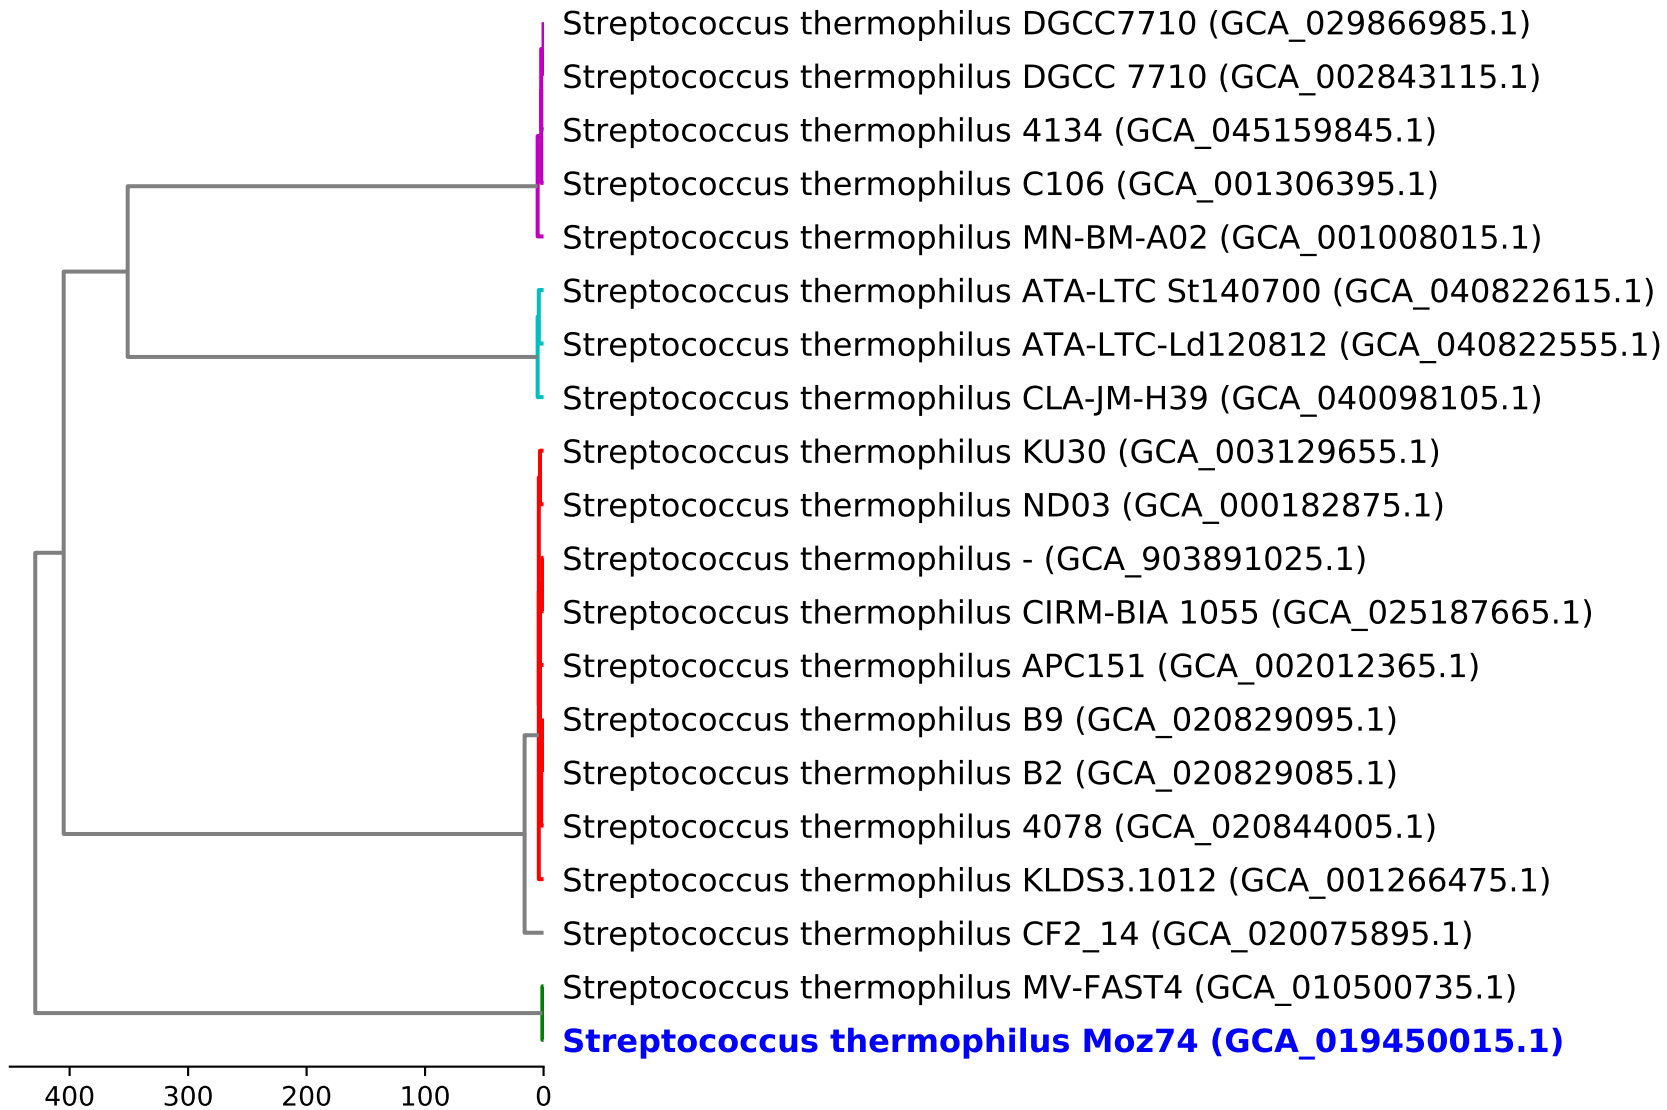 Streptococcus thermophilus DGCC7710 (GCA_029866985.1)
Streptococcus thermophilus DGCC 7710 (GCA_002843115.1)
Streptococcus thermophilus 4134 (GCA_045159845.1)
Streptococcus thermophilus C106 (GCA_001306395.1)
Streptococcus thermophilus MN-BM-A02 (GCA_001008015.1)
Streptococcus thermophilus ATA-LTC St140700 (GCA_040822615.1)
Streptococcus thermophilus ATA-LTC-Ld120812 (GCA_040822555.1)
Streptococcus thermophilus CLA-JM-H39 (GCA_040098105.1)
Streptococcus thermophilus KU30 (GCA_003129655.1)
Streptococcus thermophilus ND03 (GCA_000182875.1)
Streptococcus thermophilus - (GCA_903891025.1)
Streptococcus thermophilus CIRM-BIA 1055 (GCA_025187665.1)
Streptococcus thermophilus APC151 (GCA_002012365.1)
Streptococcus thermophilus B9 (GCA_020829095.1)
Streptococcus thermophilus B2 (GCA_020829085.1)
Streptococcus thermophilus 4078 (GCA_020844005.1)
Streptococcus thermophilus KLDS3.1012 (GCA_001266475.1)
Streptococcus thermophilus CF2_14 (GCA_020075895.1)
Streptococcus thermophilus MV-FAST4 (GCA_010500735.1)
Streptococcus thermophilus Moz74 (GCA_019450015.1)
400 300 200 100 0